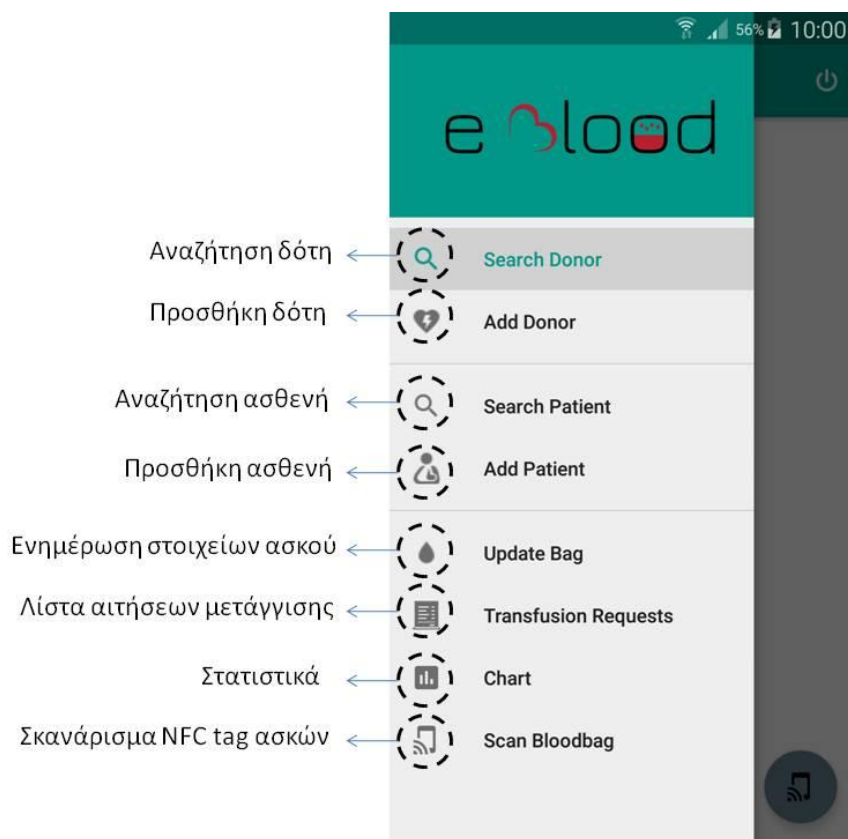 56% 10:00
e Blood
Αναζήτηση δότη Search Donor
Προσθήκη δότη Add Donor
Αναζήτηση ασθενή Search Patient
Προσθήκη ασθενή Add Patient
Ενημέρωση στοιχείων ασκού Update Bag
Λίστα αιτήσεων μετάγγισης Transfusion Requests
Στατιστικά Chart
Σκανάρισμα NFC tag ασκών Scan Bloodbag